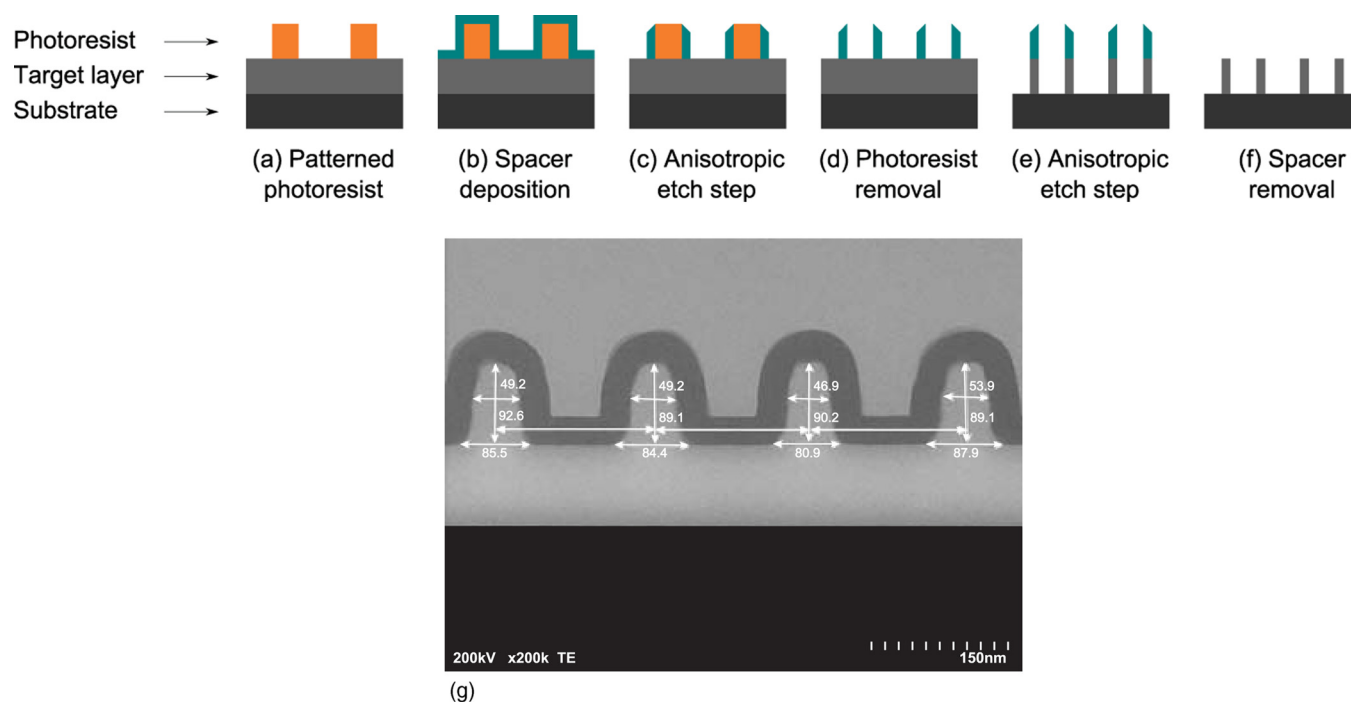 Photoresist
Target layer
Substrate
(a) Patterned
photoresist
(b) Spacer
deposition
(c) Anisotropic
etch step
(d) Photoresist
removal
(e) Anisotropic
etch step
(f) Spacer
removal
49.2
49.2
46.9
53.9
92.6
89.1
90.2
89.1
85.5
84.4
80.9
87.9
200kV x200k TE
150nm
(g)